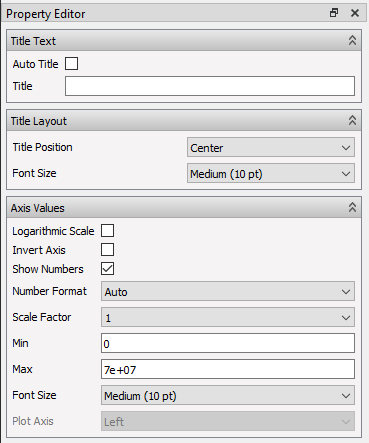 Property Editor
Title Text
Auto Title
Title
Title Layout
Title Position Center
Font Size Medium (10 pt)
Axis Values
Logarithmic Scale
Invert Axis
Show Numbers
Number Format Auto
Scale Factor 1
Min 0
Max 7e+07
Font Size Medium (10 pt)
Plot Axis Left